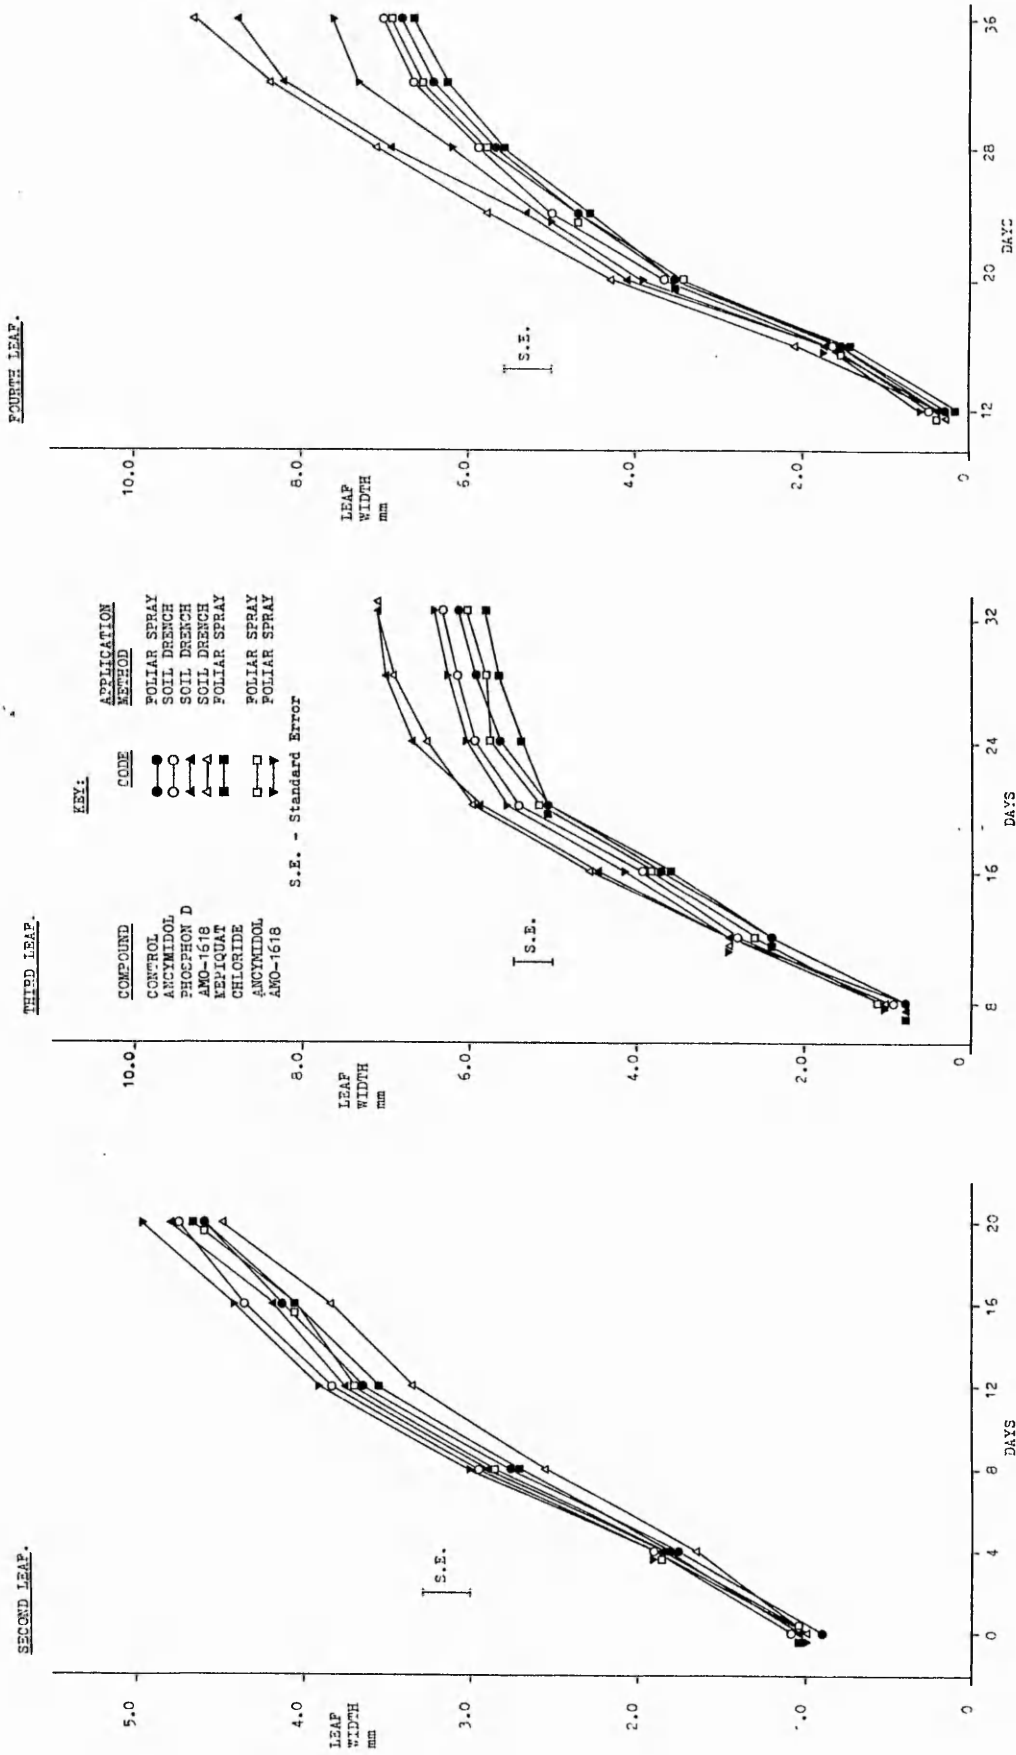 SECOND LEAF.
5.0
4.0
3.0
2.0
1.0
LEAF
WIDTH
mm
S.E.
0
4
8
12
16
20
DAYS
THIRD LEAF.
KEY:
COMPOUND
CODE
APPLICATION
METHOD
CONTROL FOLIAR SPRAY
ANCYMIDOL SOIL DRENCH
PHOSPHON D SOIL DRENCH
AMO-1618 SOIL DRENCH
MEPIQUAT FOLIAR SPRAY
CHLORIDE
ANCYMIDOL FOLIAR SPRAY
AMO-1618 FOLIAR SPRAY
S.E. - Standard Error
10.0
8.0
6.0
4.0
2.0
0
LEAF
WIDTH
mm
S.E.
8
16
24
32
DAYS
FOURTH LEAF.
10.0
8.0
6.0
4.0
2.0
0
LEAF
WIDTH
mm
S.E.
12
20
28
36
DAYS